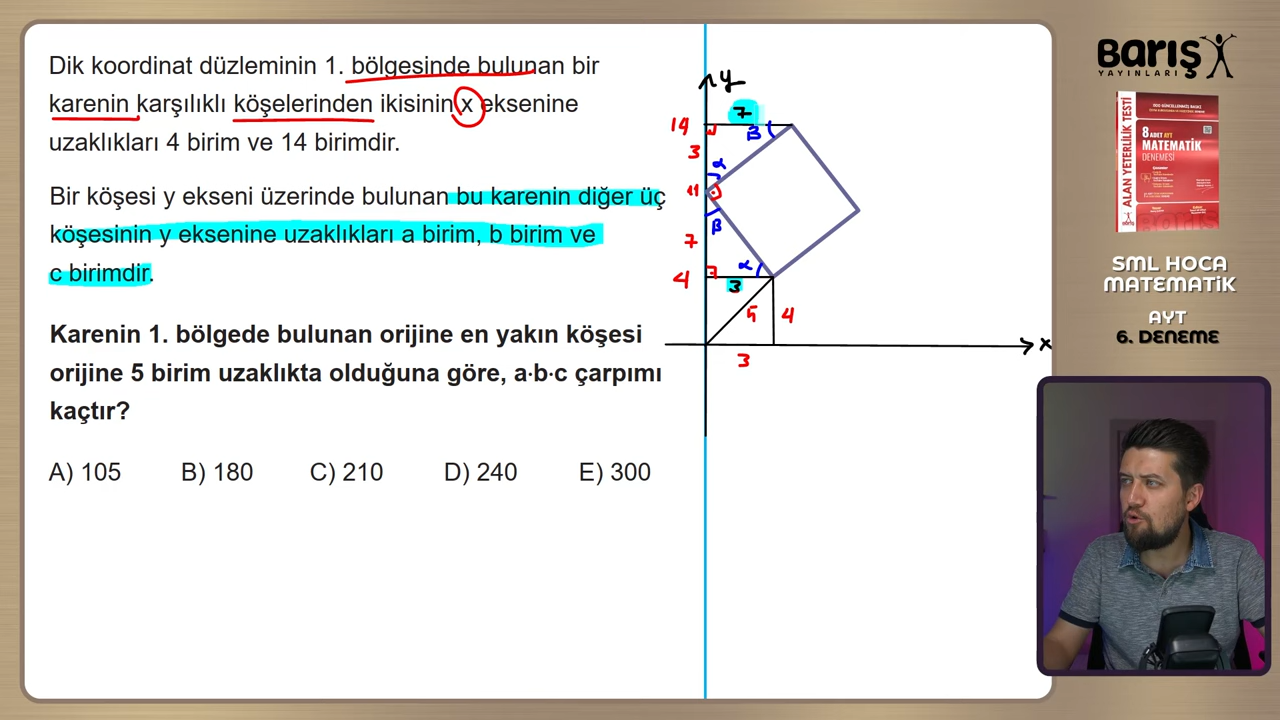 Dik koordinat düzleminin 1. bölgesinde bulunan bir
karenin karşılıklı köşelerinden ikisinin x eksenine
uzaklıkları 4 birim ve 14 birimdir.
Bir köşesi y ekseni üzerinde bulunan bu karenin diğer üç
köşesinin y eksenine uzaklıkları a birim, b birim ve
c birimdir.
Karenin 1. bölgede bulunan orijine en yakın köşesi
orijine 5 birim uzaklıkta olduğuna göre, a·b·c çarpımı
kaçtır?
A) 105 B) 180 C) 210 D) 240 E) 300
y
7
14
β
3
α
11
β
7
α
4
3
5
4
x
3
Barış
YAYINLARI
ALAN YETERLİLİK TESTİ
8 ADET AYT
MATEMATİK
DENEMESİ
SML HOCA
MATEMATİK
AYT
6. DENEME